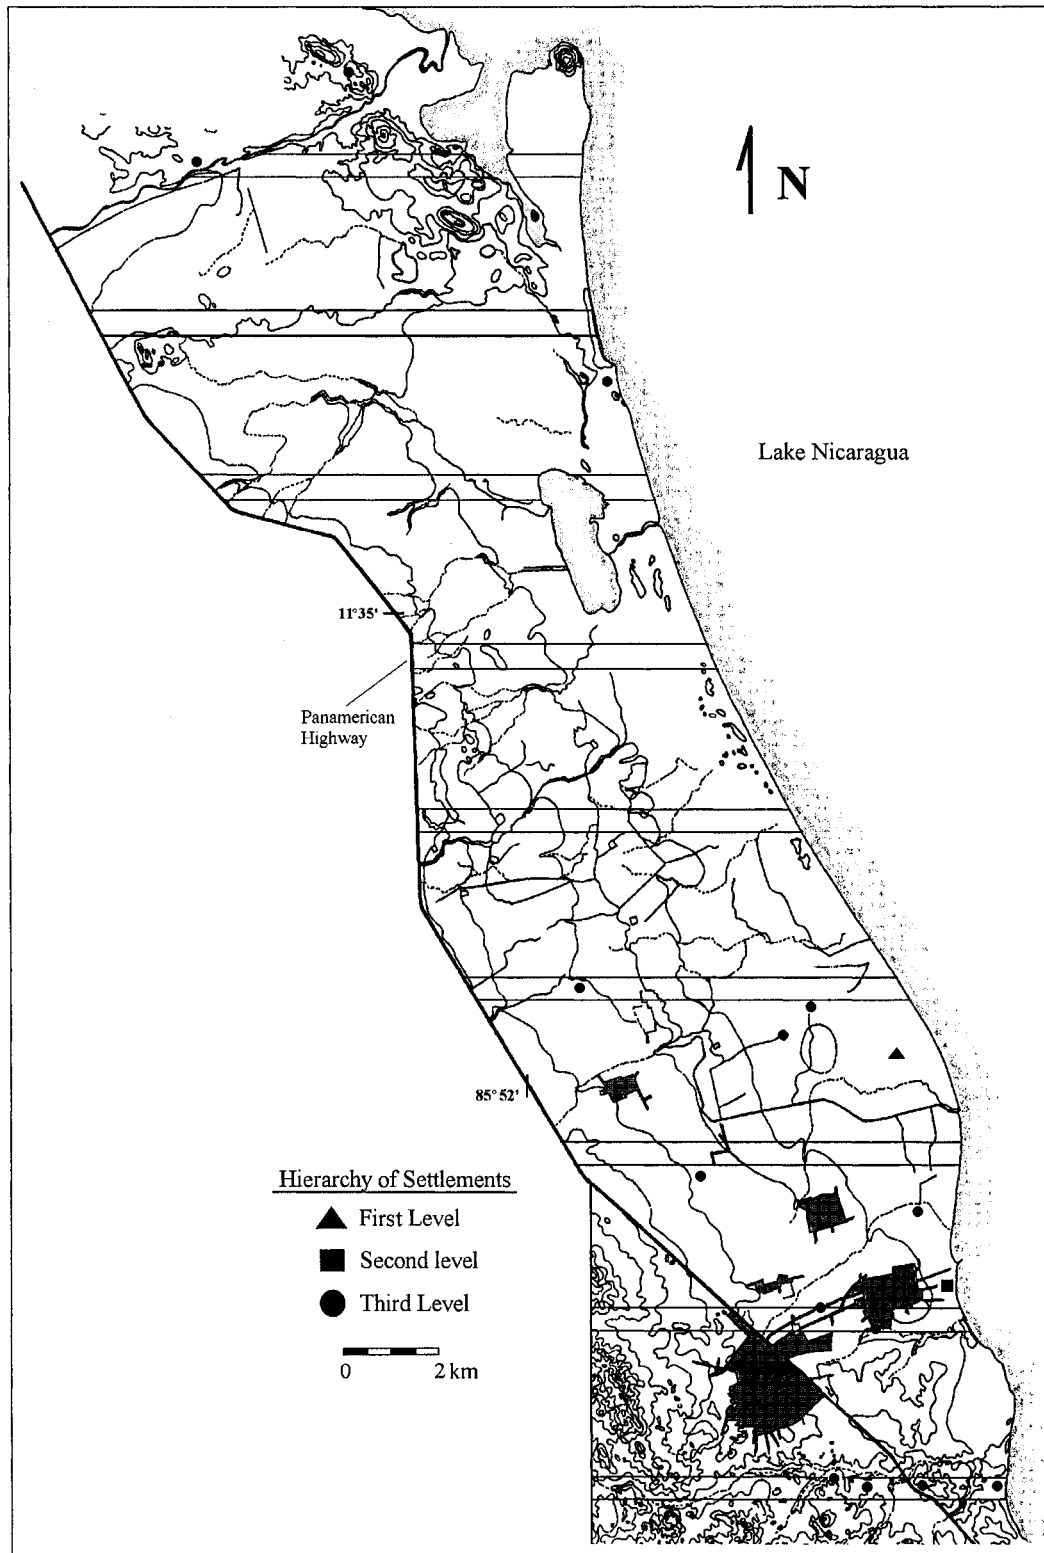 N
Lake Nicaragua
11°35'
Panamerican
Highway
85°52'
Hierarchy of Settlements
First Level
Second level
Third Level
0 2 km